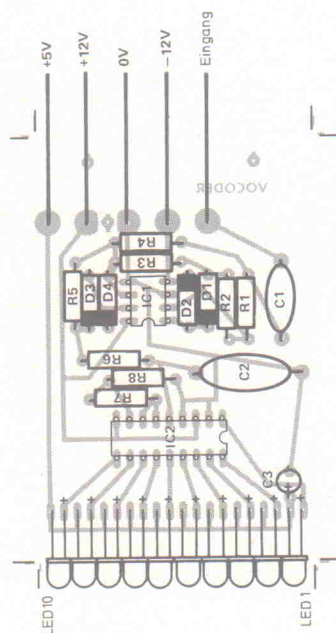 +5V
+12V
0V
−12V
Eingang
VOCODER
R4
R3
R5
D3
D4
IC1
D2
D1
R2
R1
C1
R6
R8
R7
C2
IC2
C3
+
+
+
+
+
+
LED10
LED 1